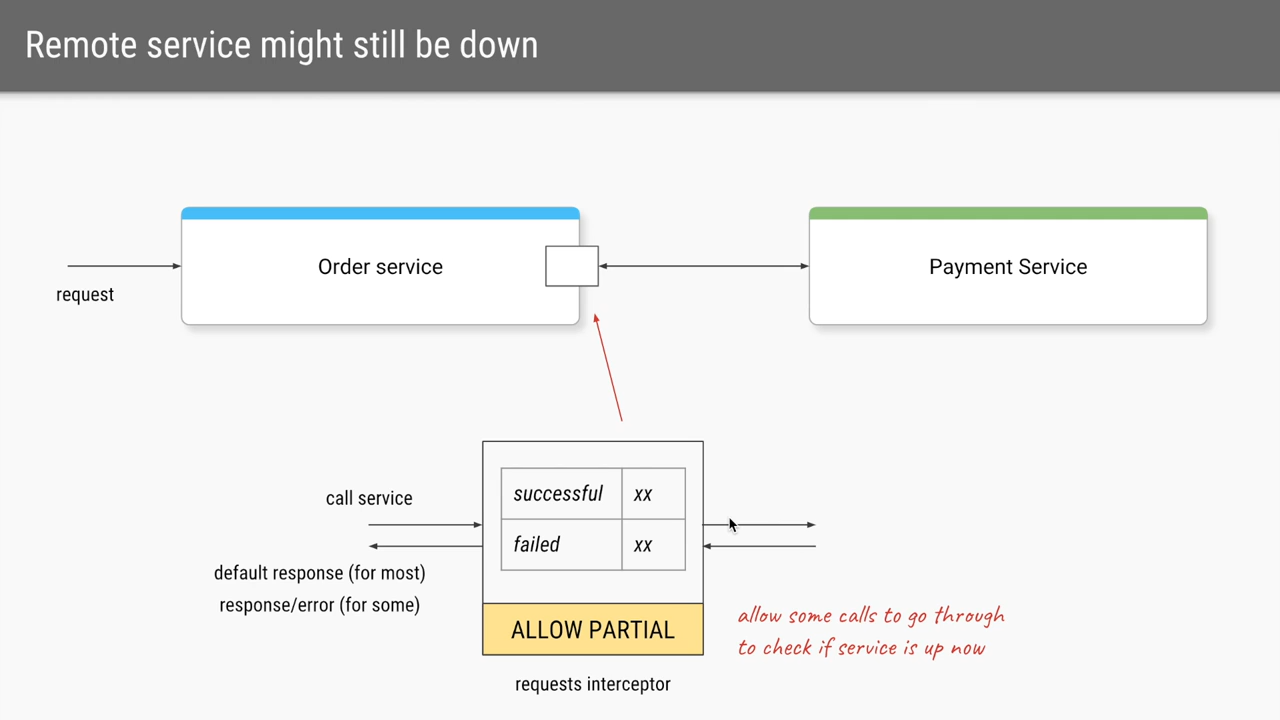 Remote service might still be down
Order service
Payment Service
request
call service
successful xx
failed xx
default response (for most)
response/error (for some)
ALLOW PARTIAL
allow some calls to go through
to check if service is up now
requests interceptor